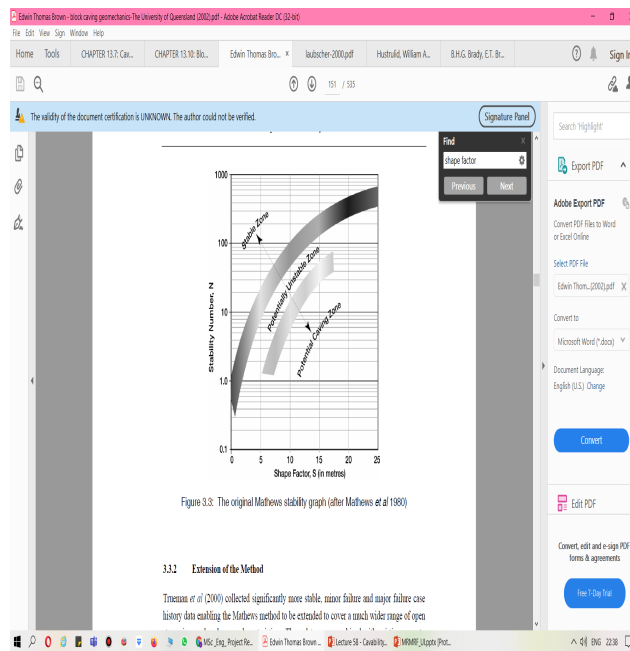 Edwin Thomas Brown - block caving geomechanics-The University of Queensland (2002).pdf - Adobe Acrobat Reader DC (32-bit)
File Edit View Sign Window Help
Home Tools CHAPTER 13.7: Cav... CHAPTER 13.10: Blo... Edwin Thomas Bro... × laubscher-2000.pdf Hustrulid, William A... B.H.G. Brady, E.T. Br... Sign In
151 / 535
The validity of the document certification is UNKNOWN. The author could not be verified.
Signature Panel
Find X
shape factor
Previous Next
Search 'Highlight'
Export PDF
Adobe Export PDF
Convert PDF Files to Word
or Excel Online
Select PDF File
Edwin Thom...(2002).pdf X
Convert to
Microsoft Word (*.docx)
Document Language:
English (U.S.) Change
Convert
Edit PDF
Convert, edit and e-sign PDF
forms & agreements
Free 7-Day Trial
1000
100
10
1.0
0.1
Stability Number, N
Stable Zone
Potentially Unstable Zone
Potential Caving Zone
0 5 10 15 20 25
Shape Factor, S (in metres)
Figure 3.3: The original Mathews stability graph (after Mathews et al 1980)
3.3.2 Extension of the Method
Trueman et al (2000) collected significantly more stable, minor failure and major failure case
history data enabling the Mathews method to be extended to cover a much wider range of open
MSc_Eng_Project Re... Edwin Thomas Brown ... Lecture 58 - Cavability... MRMRF_ULpptx [Prot...
22:38
ENG